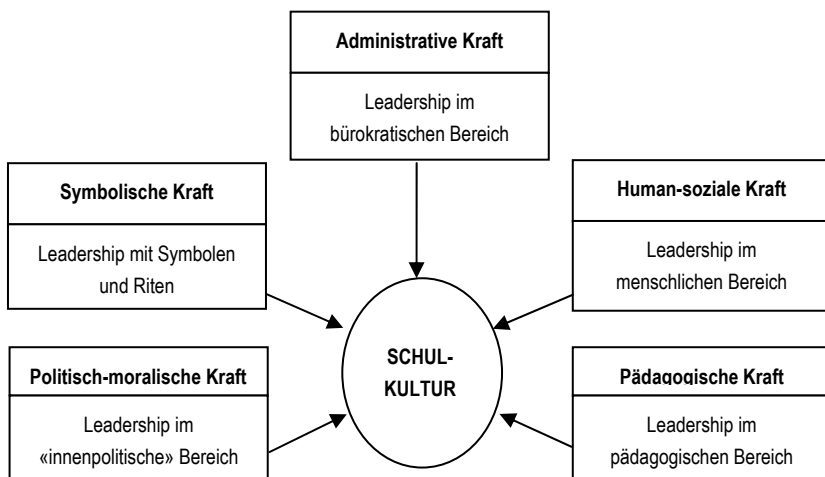 Administrative Kraft
Leadership im
bürokratischen Bereich
Symbolische Kraft
Leadership mit Symbolen
und Riten
Human-soziale Kraft
Leadership im
menschlichen Bereich
SCHUL-
KULTUR
Politisch-moralische Kraft
Leadership im
«innenpolitische» Bereich
Pädagogische Kraft
Leadership im
pädagogischen Bereich